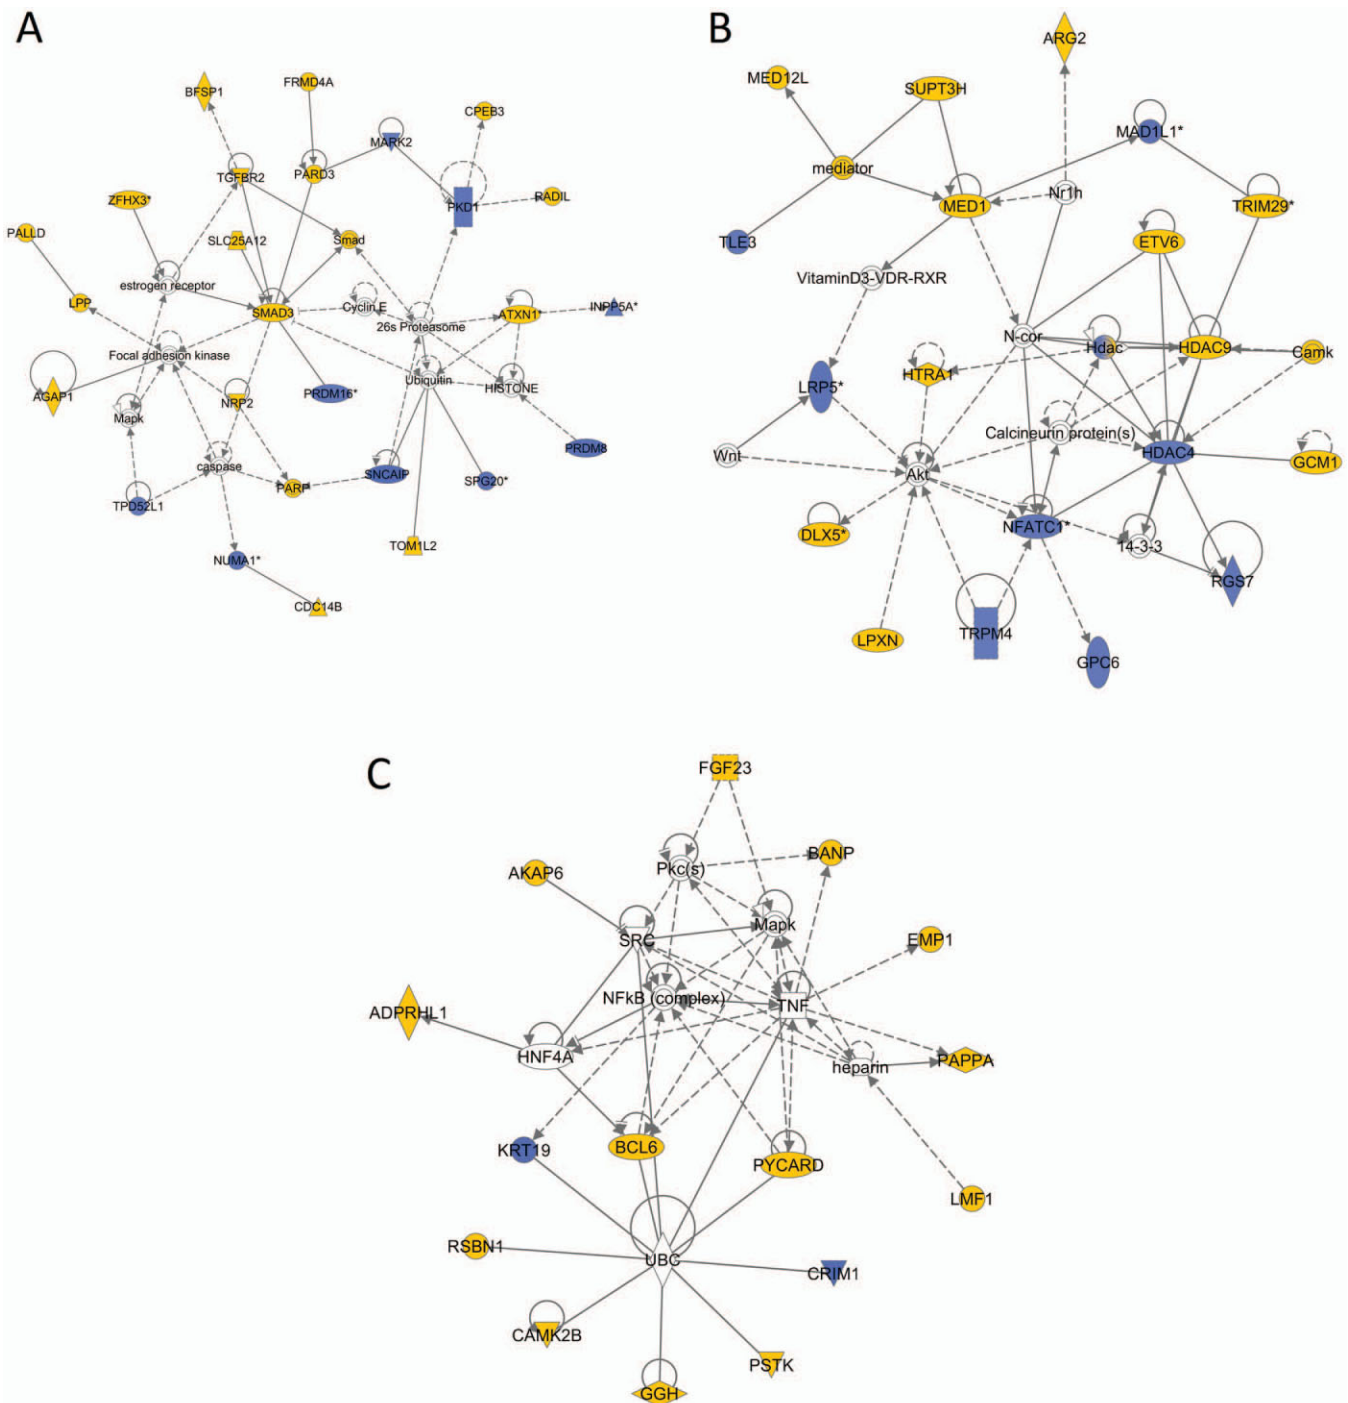 A
BFSP1
FRMD4A
CPEB3
MARK2
TGFBR2
PARD3
ZFHX3*
PKD1
RADIL
PALLD
SLC25A12
Smad
estrogen receptor
LPP
SMAD3
Cyclin E
26s Proteasome
ATXN1*
INPP5A*
Focal adhesion kinase
Ubiquitin
HISTONE
AGAP1
NRP2
PRDM16*
Mapk
PRDM8
caspase
PARP
SNCAIP
SPG20*
TPD52L1
TOM1L2
NUMA1*
CDC14B
B
ARG2
MED12L
SUPT3H
MAD1L1*
mediator
Nr1h
MED1
TRIM29*
TLE3
ETV6
VitaminD3-VDR-RXR
N-cor
Hdac
HDAC9
Camk
HTRA1
LRP5*
Calcineurin protein(s)
Wnt
HDAC4
GCM1
Akt
DLX5*
NFATC1*
14-3-3
RGS7
LPXN
TRPM4
GPC6
C
FGF23
BANP
Pkc(s)
AKAP6
Mapk
SRC
EMP1
NFkB (complex)
TNF
ADPRHL1
HNF4A
heparin
PAPPA
KRT19
BCL6
PYCARD
LMF1
RSBN1
UBC
CRIM1
CAMK2B
PSTK
GGH